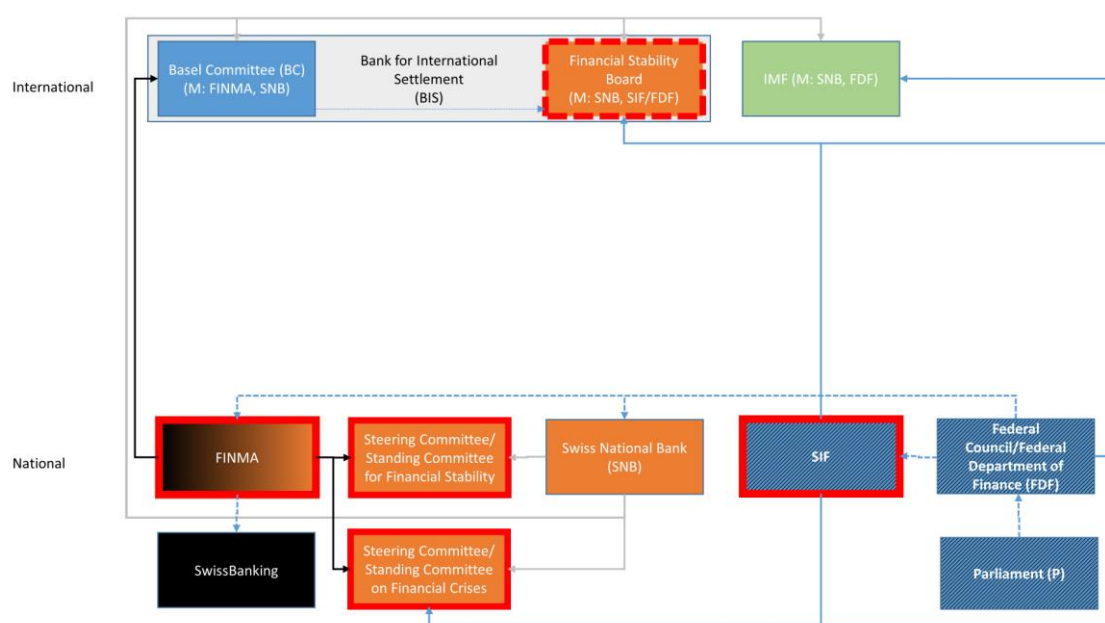 International
Basel Committee (BC)
(M: FINMA, SNB)
Bank for International
Settlement
(BIS)
Financial Stability
Board
(M: SNB, SIF/FDF)
IMF (M: SNB, FDF)
National
FINMA
Steering Committee/
Standing Committee
for Financial Stability
Swiss National Bank
(SNB)
SIF
Federal
Council/Federal
Department of
Finance (FDF)
SwissBanking
Steering Committee/
Standing Committee
on Financial Crises
Parliament (P)